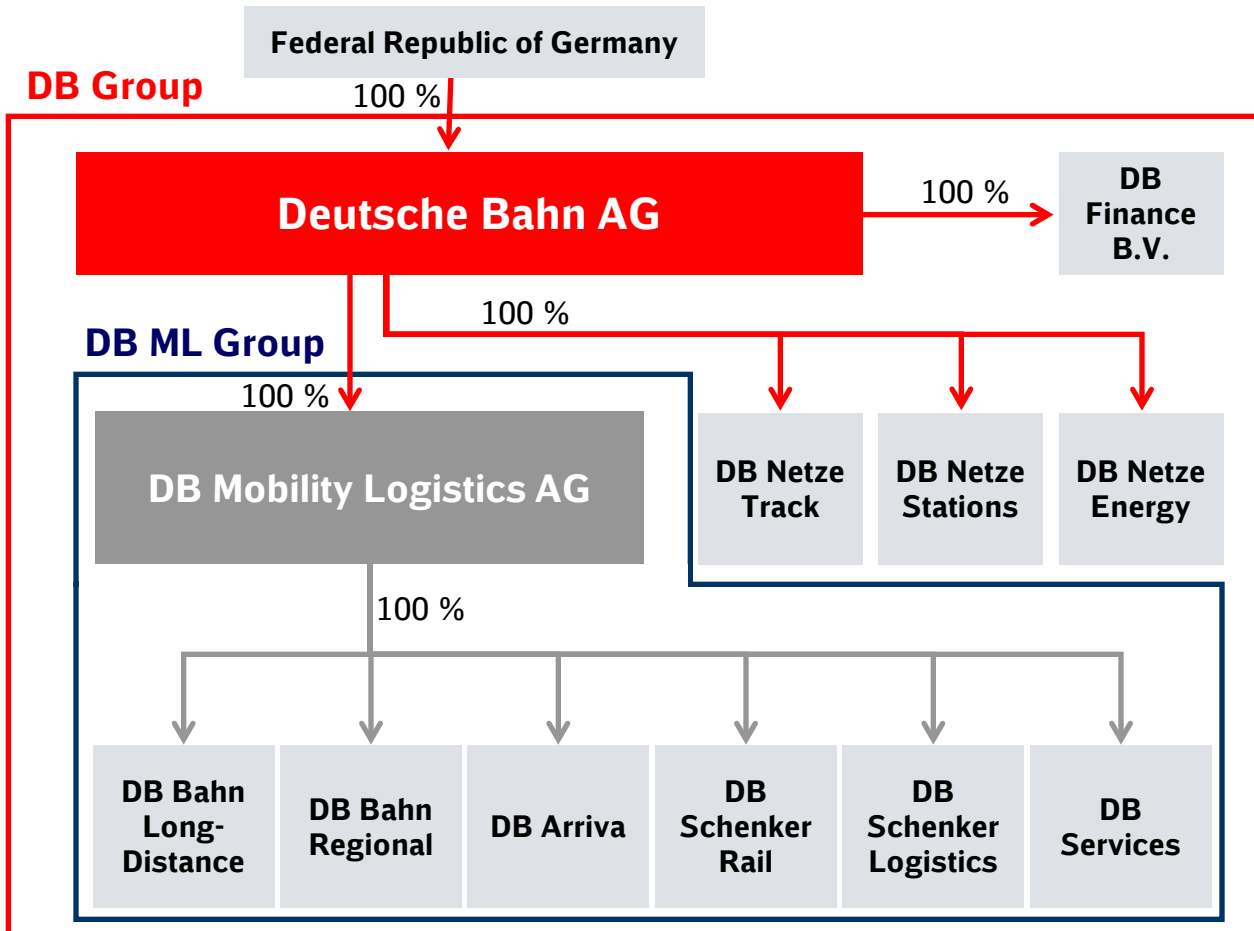 Federal Republic of Germany
DB Group
100 %
Deutsche Bahn AG
100 %
DB
Finance
B.V.
100 %
DB ML Group
100 %
DB Mobility Logistics AG
DB Netze
Track
DB Netze
Stations
DB Netze
Energy
100 %
DB Bahn
Long-
Distance
DB Bahn
Regional
DB Arriva
DB
Schenker
Rail
DB
Schenker
Logistics
DB
Services